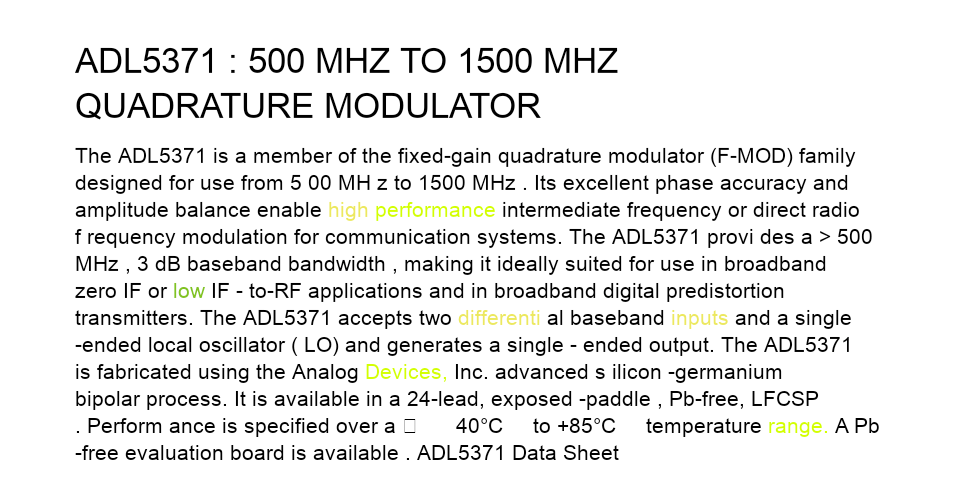 ADL5371 : 500 MHZ TO 1500 MHZ
QUADRATURE MODULATOR
The ADL5371 is a member of the fixed-gain quadrature modulator (F-MOD) family
designed for use from 5 00 MH z to 1500 MHz . Its excellent phase accuracy and
amplitude balance enable high performance intermediate frequency or direct radio
f requency modulation for communication systems. The ADL5371 provi des a > 500
MHz , 3 dB baseband bandwidth , making it ideally suited for use in broadband
zero IF or low IF - to-RF applications and in broadband digital predistortion
transmitters. The ADL5371 accepts two differenti al baseband inputs and a single
-ended local oscillator ( LO) and generates a single - ended output. The ADL5371
is fabricated using the Analog Devices, Inc. advanced s ilicon -germanium
bipolar process. It is available in a 24-lead, exposed -paddle , Pb-free, LFCSP
. Perform ance is specified over a □ 40°C to +85°C temperature range. A Pb
-free evaluation board is available . ADL5371 Data Sheet